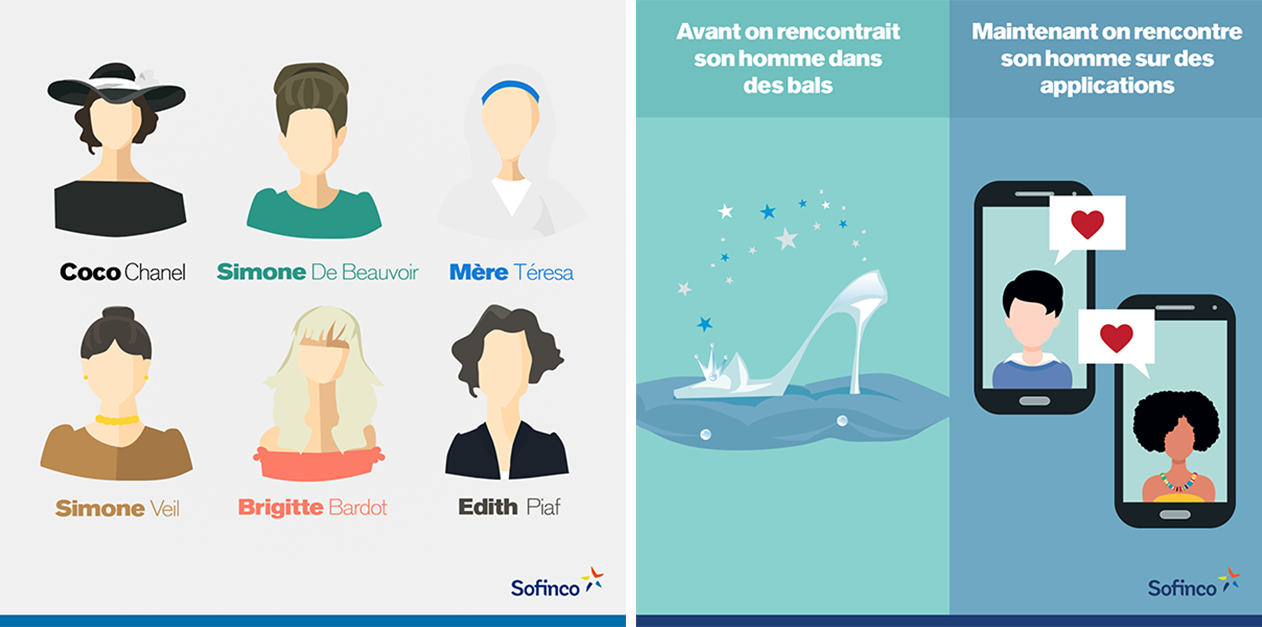 Coco Chanel
Simone De Beauvoir
Mère Téresa
Simone Veil
Brigitte Bardot
Edith Piaf
Sofinco
Avant on rencontrait
son homme dans
des bals
Maintenant on rencontre
son homme sur des
applications
Sofinco